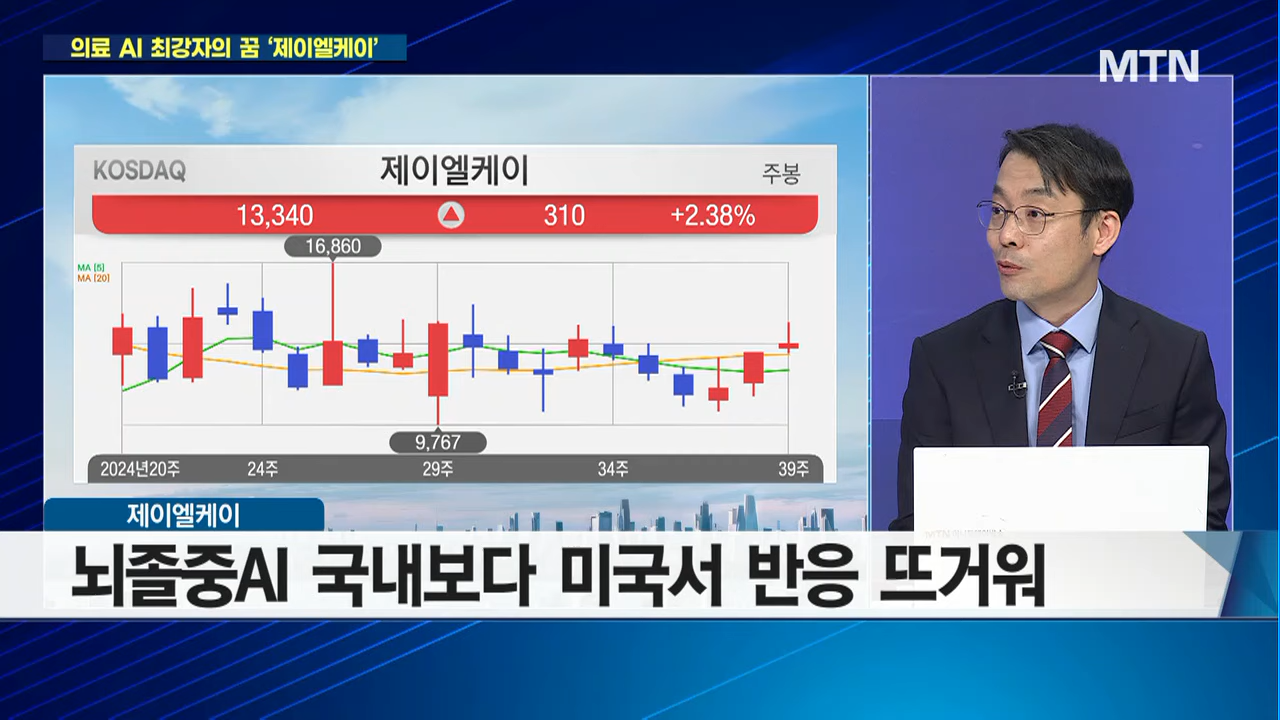 의료 AI 최강자의 꿈 ‘제이엘케이’
MTN
KOSDAQ
제이엘케이
주봉
13,340 310 +2.38%
16,860
MA [5]
MA [20]
9,767
2024년20주 24주 29주 34주 39주
제이엘케이
뇌졸중AI 국내보다 미국서 반응 뜨거워